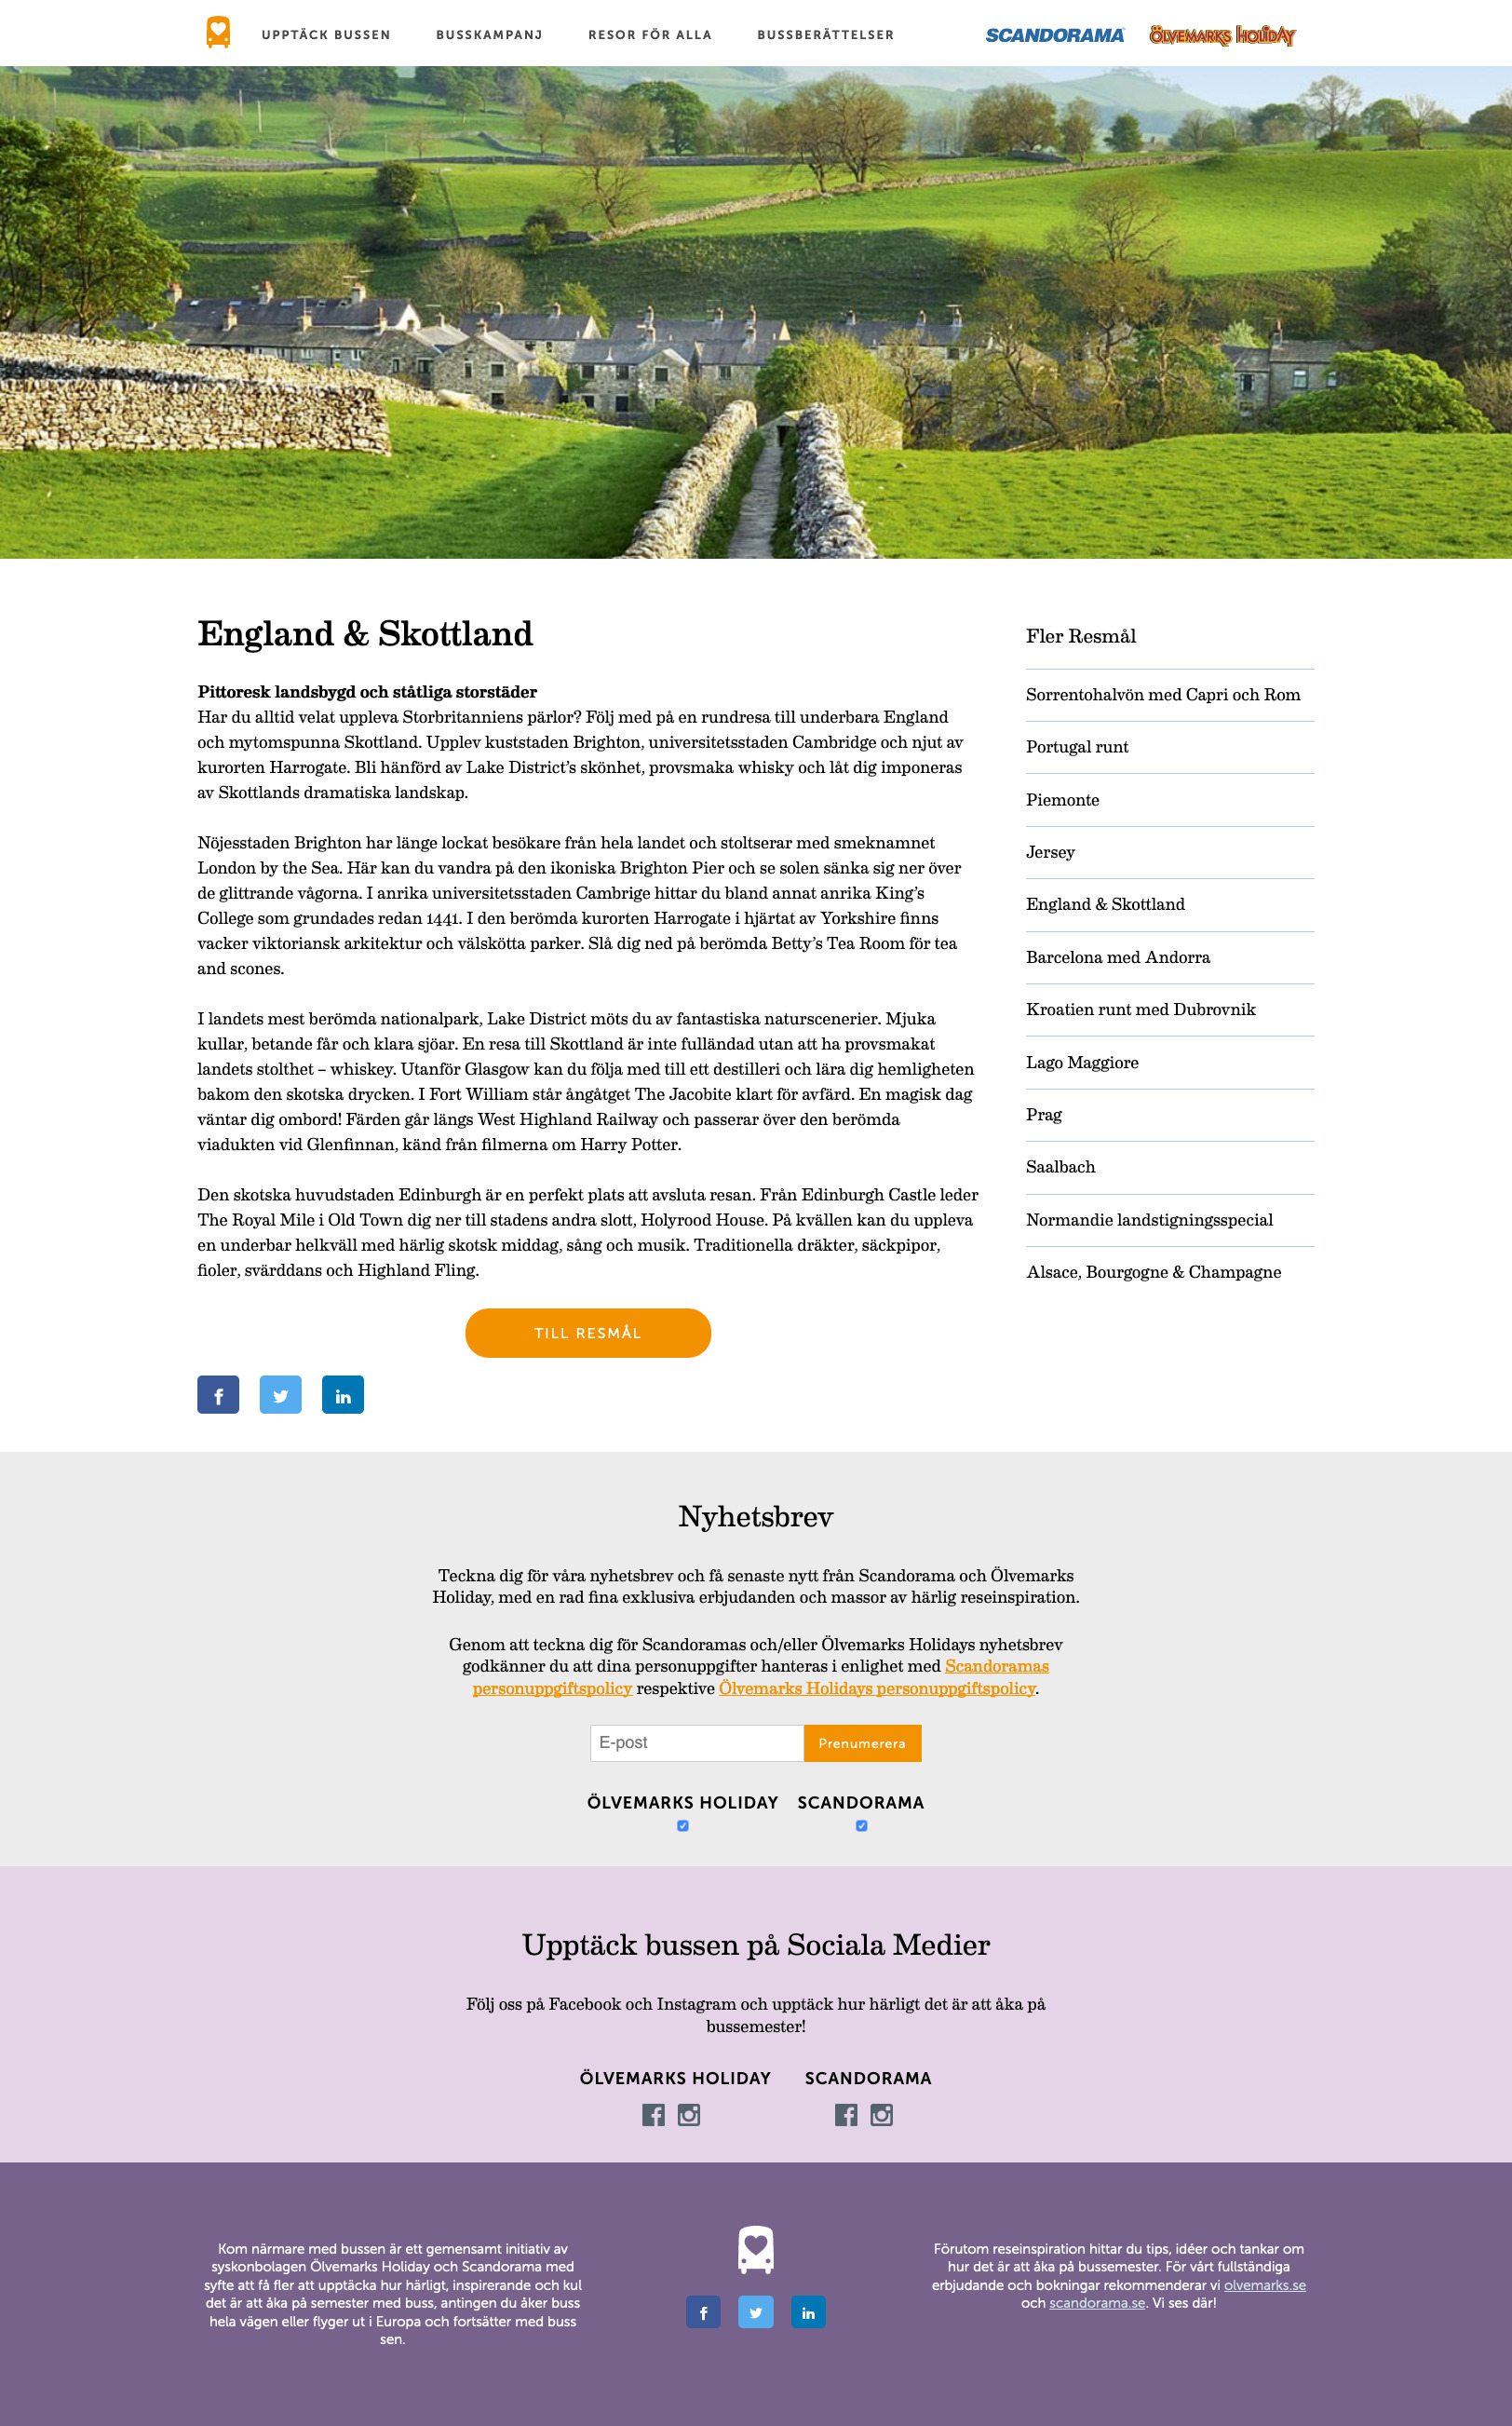 UPPTÄCK BUSSEN BUSSKAMPANJ RESOR FÖR ALLA BUSSBERÄTTELSER SCANDORAMA ÖLVEMARKS HOLIDAY
England & Skottland
Pittoresk landsbygd och ståtliga storstäder
Har du alltid velat uppleva Storbritanniens pärlor? Följ med på en rundresa till underbara England
och mytomspunna Skottland. Upplev kuststaden Brighton, universitetsstaden Cambridge och njut av
kurorten Harrogate. Bli hänförd av Lake District’s skönhet, provsmaka whisky och låt dig imponeras
av Skottlands dramatiska landskap.
Nöjesstaden Brighton har länge lockat besökare från hela landet och stoltserar med smeknamnet
London by the Sea. Här kan du vandra på den ikoniska Brighton Pier och se solen sänka sig ner över
de glittrande vågorna. I anrika universitetsstaden Cambrige hittar du bland annat anrika King’s
College som grundades redan 1441. I den berömda kurorten Harrogate i hjärtat av Yorkshire finns
vacker viktoriansk arkitektur och välskötta parker. Slå dig ned på berömda Betty’s Tea Room för tea
and scones.
I landets mest berömda nationalpark, Lake District möts du av fantastiska naturscenerier. Mjuka
kullar, betande får och klara sjöar. En resa till Skottland är inte fulländad utan att ha provsmakat
landets stolthet – whiskey. Utanför Glasgow kan du följa med till ett destilleri och lära dig hemligheten
bakom den skotska drycken. I Fort William står ångåtget The Jacobite klart för avfärd. En magisk dag
väntar dig ombord! Färden går längs West Highland Railway och passerar över den berömda
viadukten vid Glenfinnan, känd från filmerna om Harry Potter.
Den skotska huvudstaden Edinburgh är en perfekt plats att avsluta resan. Från Edinburgh Castle leder
The Royal Mile i Old Town dig ner till stadens andra slott, Holyrood House. På kvällen kan du uppleva
en underbar helkväll med härlig skotsk middag, sång och musik. Traditionella dräkter, säckpipor,
fioler, svärddans och Highland Fling.
TILL RESMÅL
Fler Resmål
Sorrentohalvön med Capri och Rom
Portugal runt
Piemonte
Jersey
England & Skottland
Barcelona med Andorra
Kroatien runt med Dubrovnik
Lago Maggiore
Prag
Saalbach
Normandie landstigningsspecial
Alsace, Bourgogne & Champagne
Nyhetsbrev
Teckna dig för våra nyhetsbrev och få senaste nytt från Scandorama och Ölvemarks
Holiday, med en rad fina exklusiva erbjudanden och massor av härlig reseinspiration.
Genom att teckna dig för Scandoramas och/eller Ölvemarks Holidays nyhetsbrev
godkänner du att dina personuppgifter hanteras i enlighet med Scandoramas
personuppgiftspolicy respektive Ölvemarks Holidays personuppgiftspolicy.
E-post Prenumerera
ÖLVEMARKS HOLIDAY SCANDORAMA
Upptäck bussen på Sociala Medier
Följ oss på Facebook och Instagram och upptäck hur härligt det är att åka på
bussemester!
ÖLVEMARKS HOLIDAY SCANDORAMA
Kom närmare med bussen är ett gemensamt initiativ av
syskonbolagen Ölvemarks Holiday och Scandorama med
syfte att få fler att upptäcka hur härligt, inspirerande och kul
det är att åka på semester med buss, antingen du åker buss
hela vägen eller flyger ut i Europa och fortsätter med buss
sen.
Förutom reseinspiration hittar du tips, idéer och tankar om
hur det är att åka på bussemester. För vårt fullständiga
erbjudande och bokningar rekommenderar vi olvemarks.se
och scandorama.se. Vi ses där!